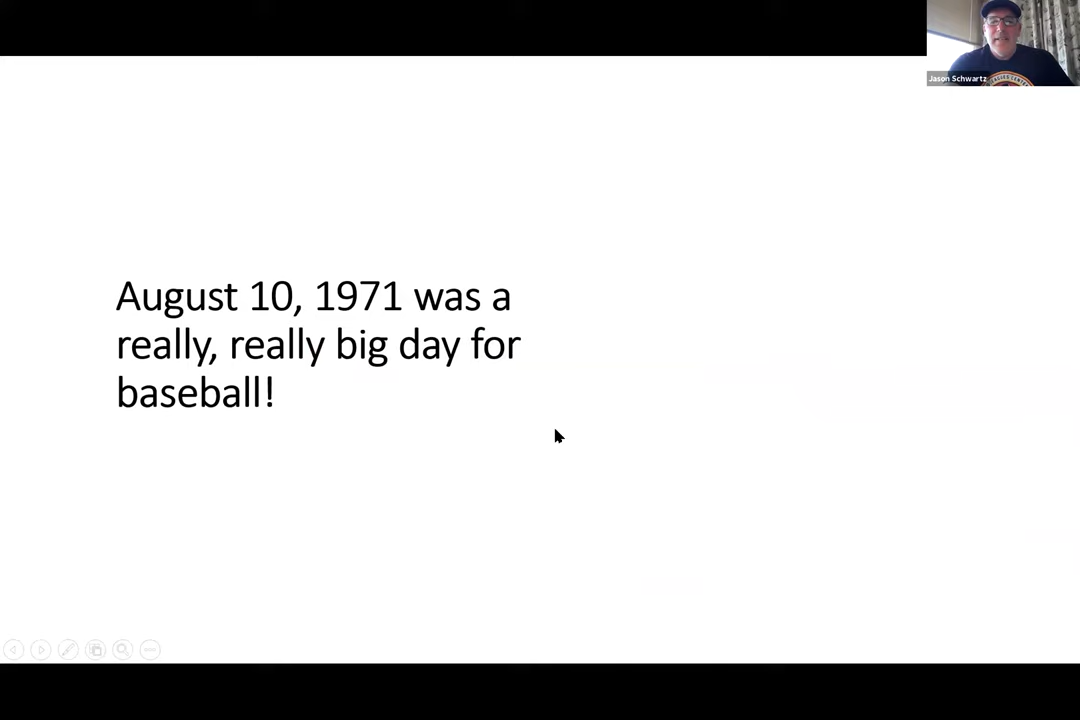 Jason Schwartz
August 10, 1971 was a
really, really big day for
baseball!